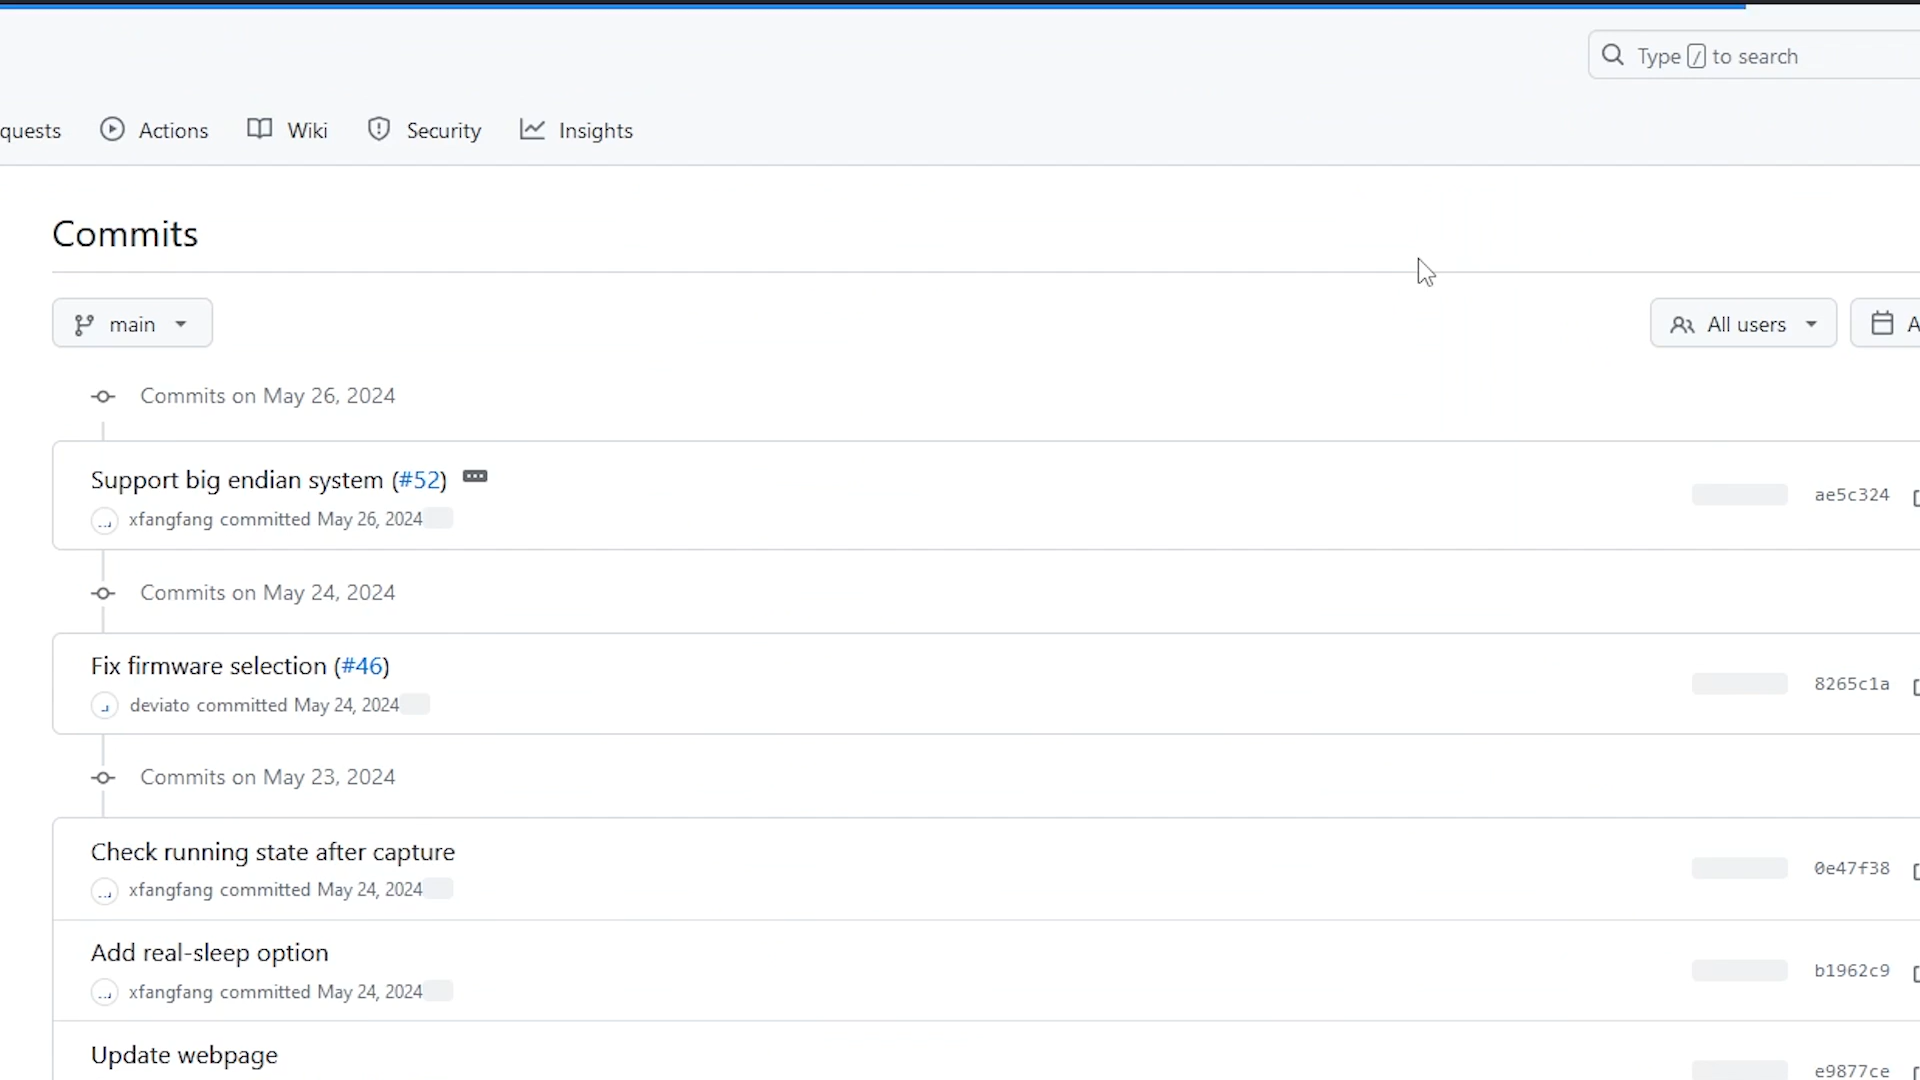 Type / to search
quests Actions Wiki Security Insights
Commits
main All users A
Commits on May 26, 2024
Support big endian system (#52)
ae5c324
xfangfang committed May 26, 2024
Commits on May 24, 2024
Fix firmware selection (#46)
8265c1a
deviato committed May 24, 2024
Commits on May 23, 2024
Check running state after capture
0e47f38
xfangfang committed May 24, 2024
Add real-sleep option
b1962c9
xfangfang committed May 24, 2024
Update webpage
e9877ce